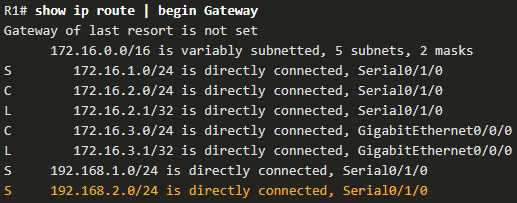 R1# show ip route | begin Gateway
Gateway of last resort is not set
172.16.0.0/16 is variably subnetted, 5 subnets, 2 masks
S 172.16.1.0/24 is directly connected, Serial0/1/0
C 172.16.2.0/24 is directly connected, Serial0/1/0
L 172.16.2.1/32 is directly connected, Serial0/1/0
C 172.16.3.0/24 is directly connected, GigabitEthernet0/0/0
L 172.16.3.1/32 is directly connected, GigabitEthernet0/0/0
S 192.168.1.0/24 is directly connected, Serial0/1/0
S 192.168.2.0/24 is directly connected, Serial0/1/0